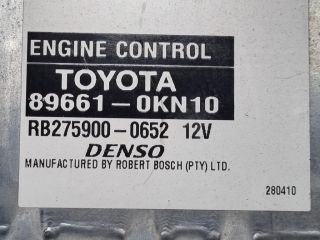 ENGINE CONTROL
TOYOTA
89661-0KN10
RB275900-0652 12V
DENSO
MANUFACTURED BY ROBERT BOSCH (PTY) LTD.
280410